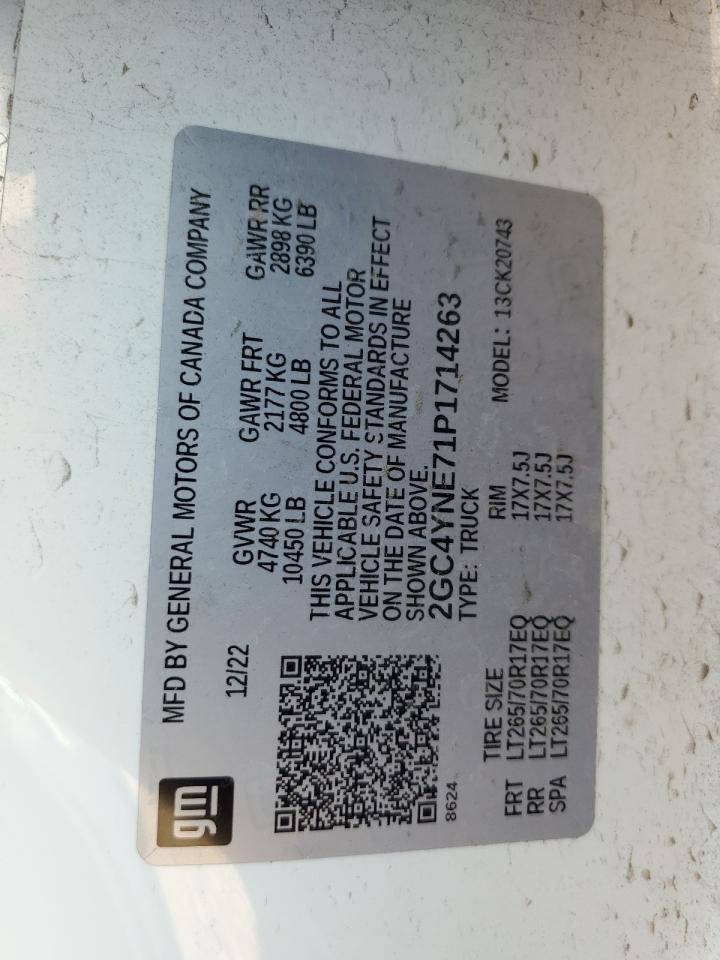 gm
MFD BY GENERAL MOTORS OF CANADA COMPANY
12/22
GVWR GAWR FRT GAWR RR
4740 KG 2177 KG 2898 KG
10450 LB 4800 LB 6390 LB
THIS VEHICLE CONFORMS TO ALL
APPLICABLE U.S. FEDERAL MOTOR
VEHICLE SAFETY STANDARDS IN EFFECT
ON THE DATE OF MANUFACTURE
SHOWN ABOVE.
2GC4YNE71P1714263
8624
TYPE: TRUCK
TIRE SIZE RIM MODEL: 13CK20743
FRT LT265/70R17EQ 17X7.5J
RR LT265/70R17EQ 17X7.5J
SPA LT265/70R17EQ 17X7.5J